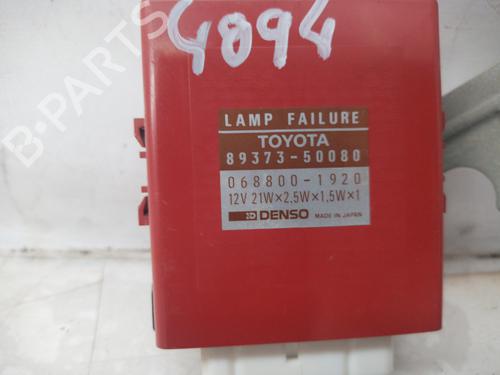 4894
LAMP FAILURE
TOYOTA
89373-50080
068800-1920
12V 21W×2,5W×1,5W×1
DENSO MADE IN JAPAN
B-PARTS